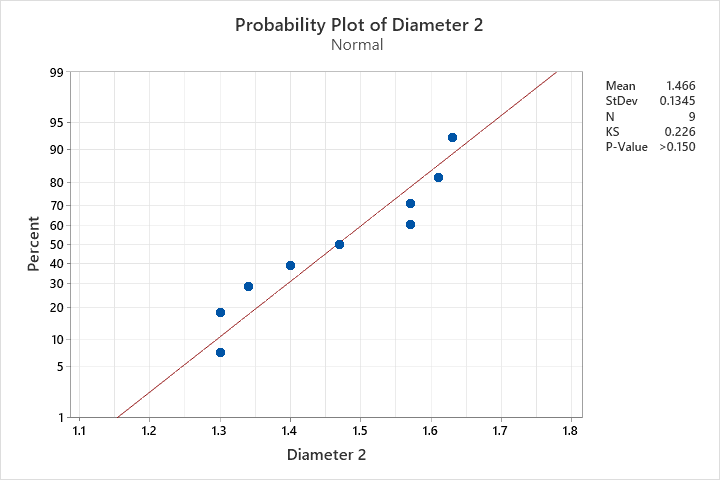 Probability Plot of Diameter 2
Normal
99
95
90
80
70
60
50
40
30
20
10
5
1
Percent
1.1 1.2 1.3 1.4 1.5 1.6 1.7 1.8
Diameter 2
Mean 1.466
StDev 0.1345
N 9
KS 0.226
P-Value >0.150